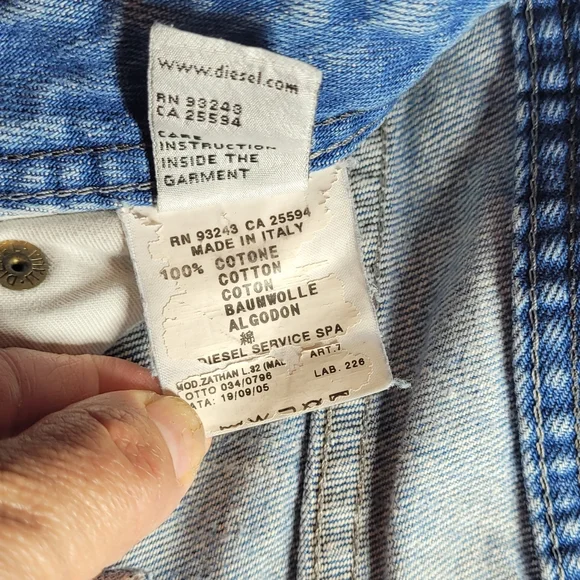 www.diesel.com
RN 93243
CA 25594
CARE
INSTRUCTION
INSIDE THE
GARMENT
RN 93243 CA 25594
MADE IN ITALY
100% COTONE
COTTON
COTON
BAUMWOLLE
ALGODON
綿
DIESEL SERVICE SPA
MOD.ZATHAN L.32 (MAL ART.7
LOTTO 034/0796 LAB. 226
DATA: 19/09/05